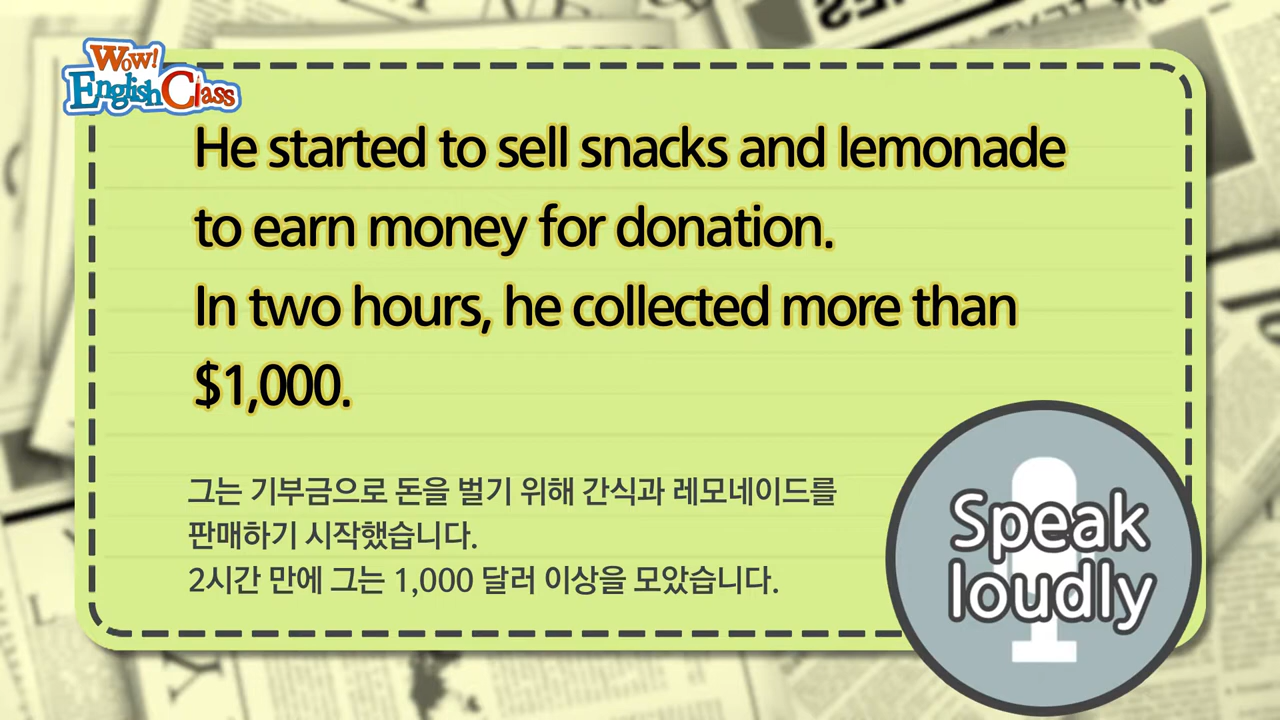 Wow!
English Class
He started to sell snacks and lemonade
to earn money for donation.
In two hours, he collected more than
$1,000.
그는 기부금으로 돈을 벌기 위해 간식과 레모네이드를
판매하기 시작했습니다.
2시간 만에 그는 1,000 달러 이상을 모았습니다.
Speak
loudly